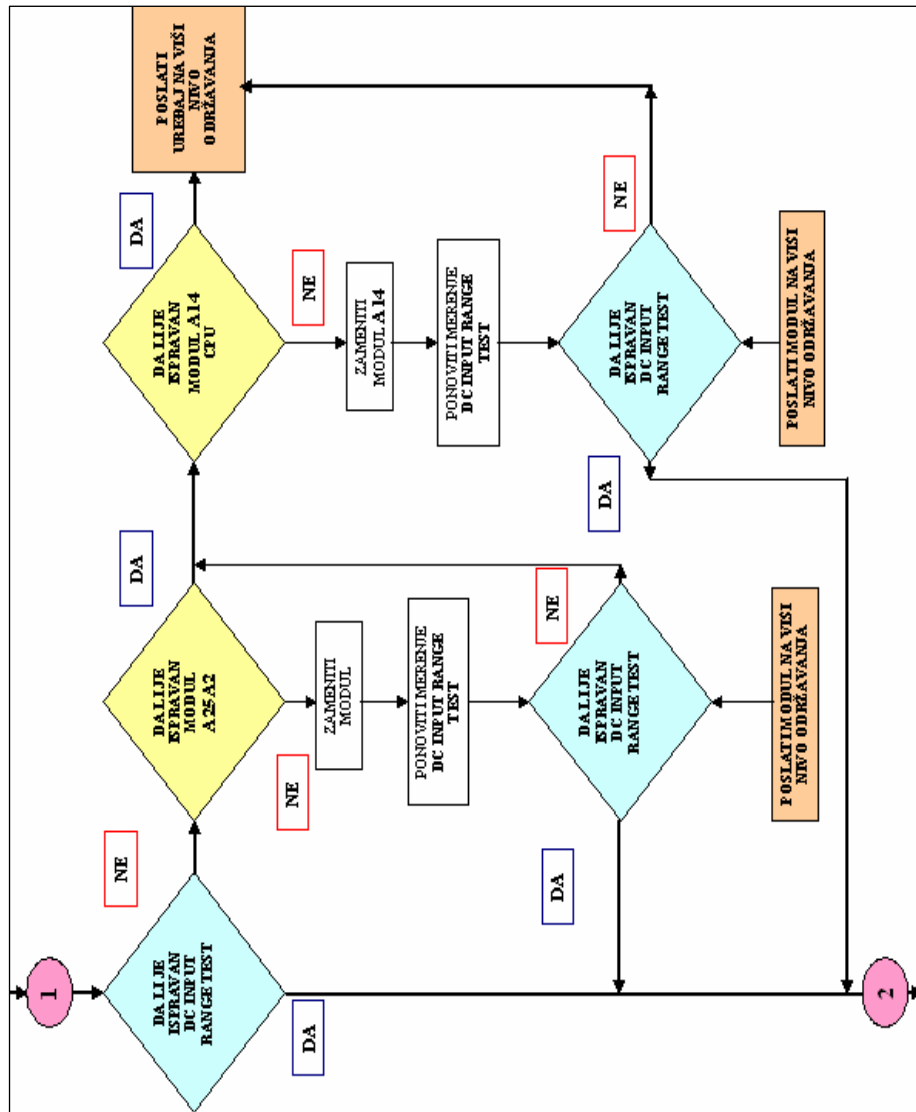 1
DA LI JE
ISPRAVAN
DC INPUT
RANGE TEST
NE
DA
DA LI JE
ISPRAVAN
MODUL
A25A2
DA
NE
ZAMENITI
MODUL
PONOVITI MERENJE
DC INPUT RANGE
TEST
DA LI JE
ISPRAVAN
DC INPUT
RANGE TEST
NE
DA
POSLATI MODUL NA VIŠI
NIVO ODRŽAVANJA
DA LI JE
ISPRAVAN
MODUL A14
CPU
DA
POSLATI
UREĐAJ NA VIŠI
NIVO
ODRŽAVANJA
NE
ZAMENITI
MODUL A14
PONOVITI MERENJE
DC INPUT RANGE
TEST
DA LI JE
ISPRAVAN
DC INPUT
RANGE TEST
NE
DA
POSLATI MODUL NA VIŠI
NIVO ODRŽAVANJA
2